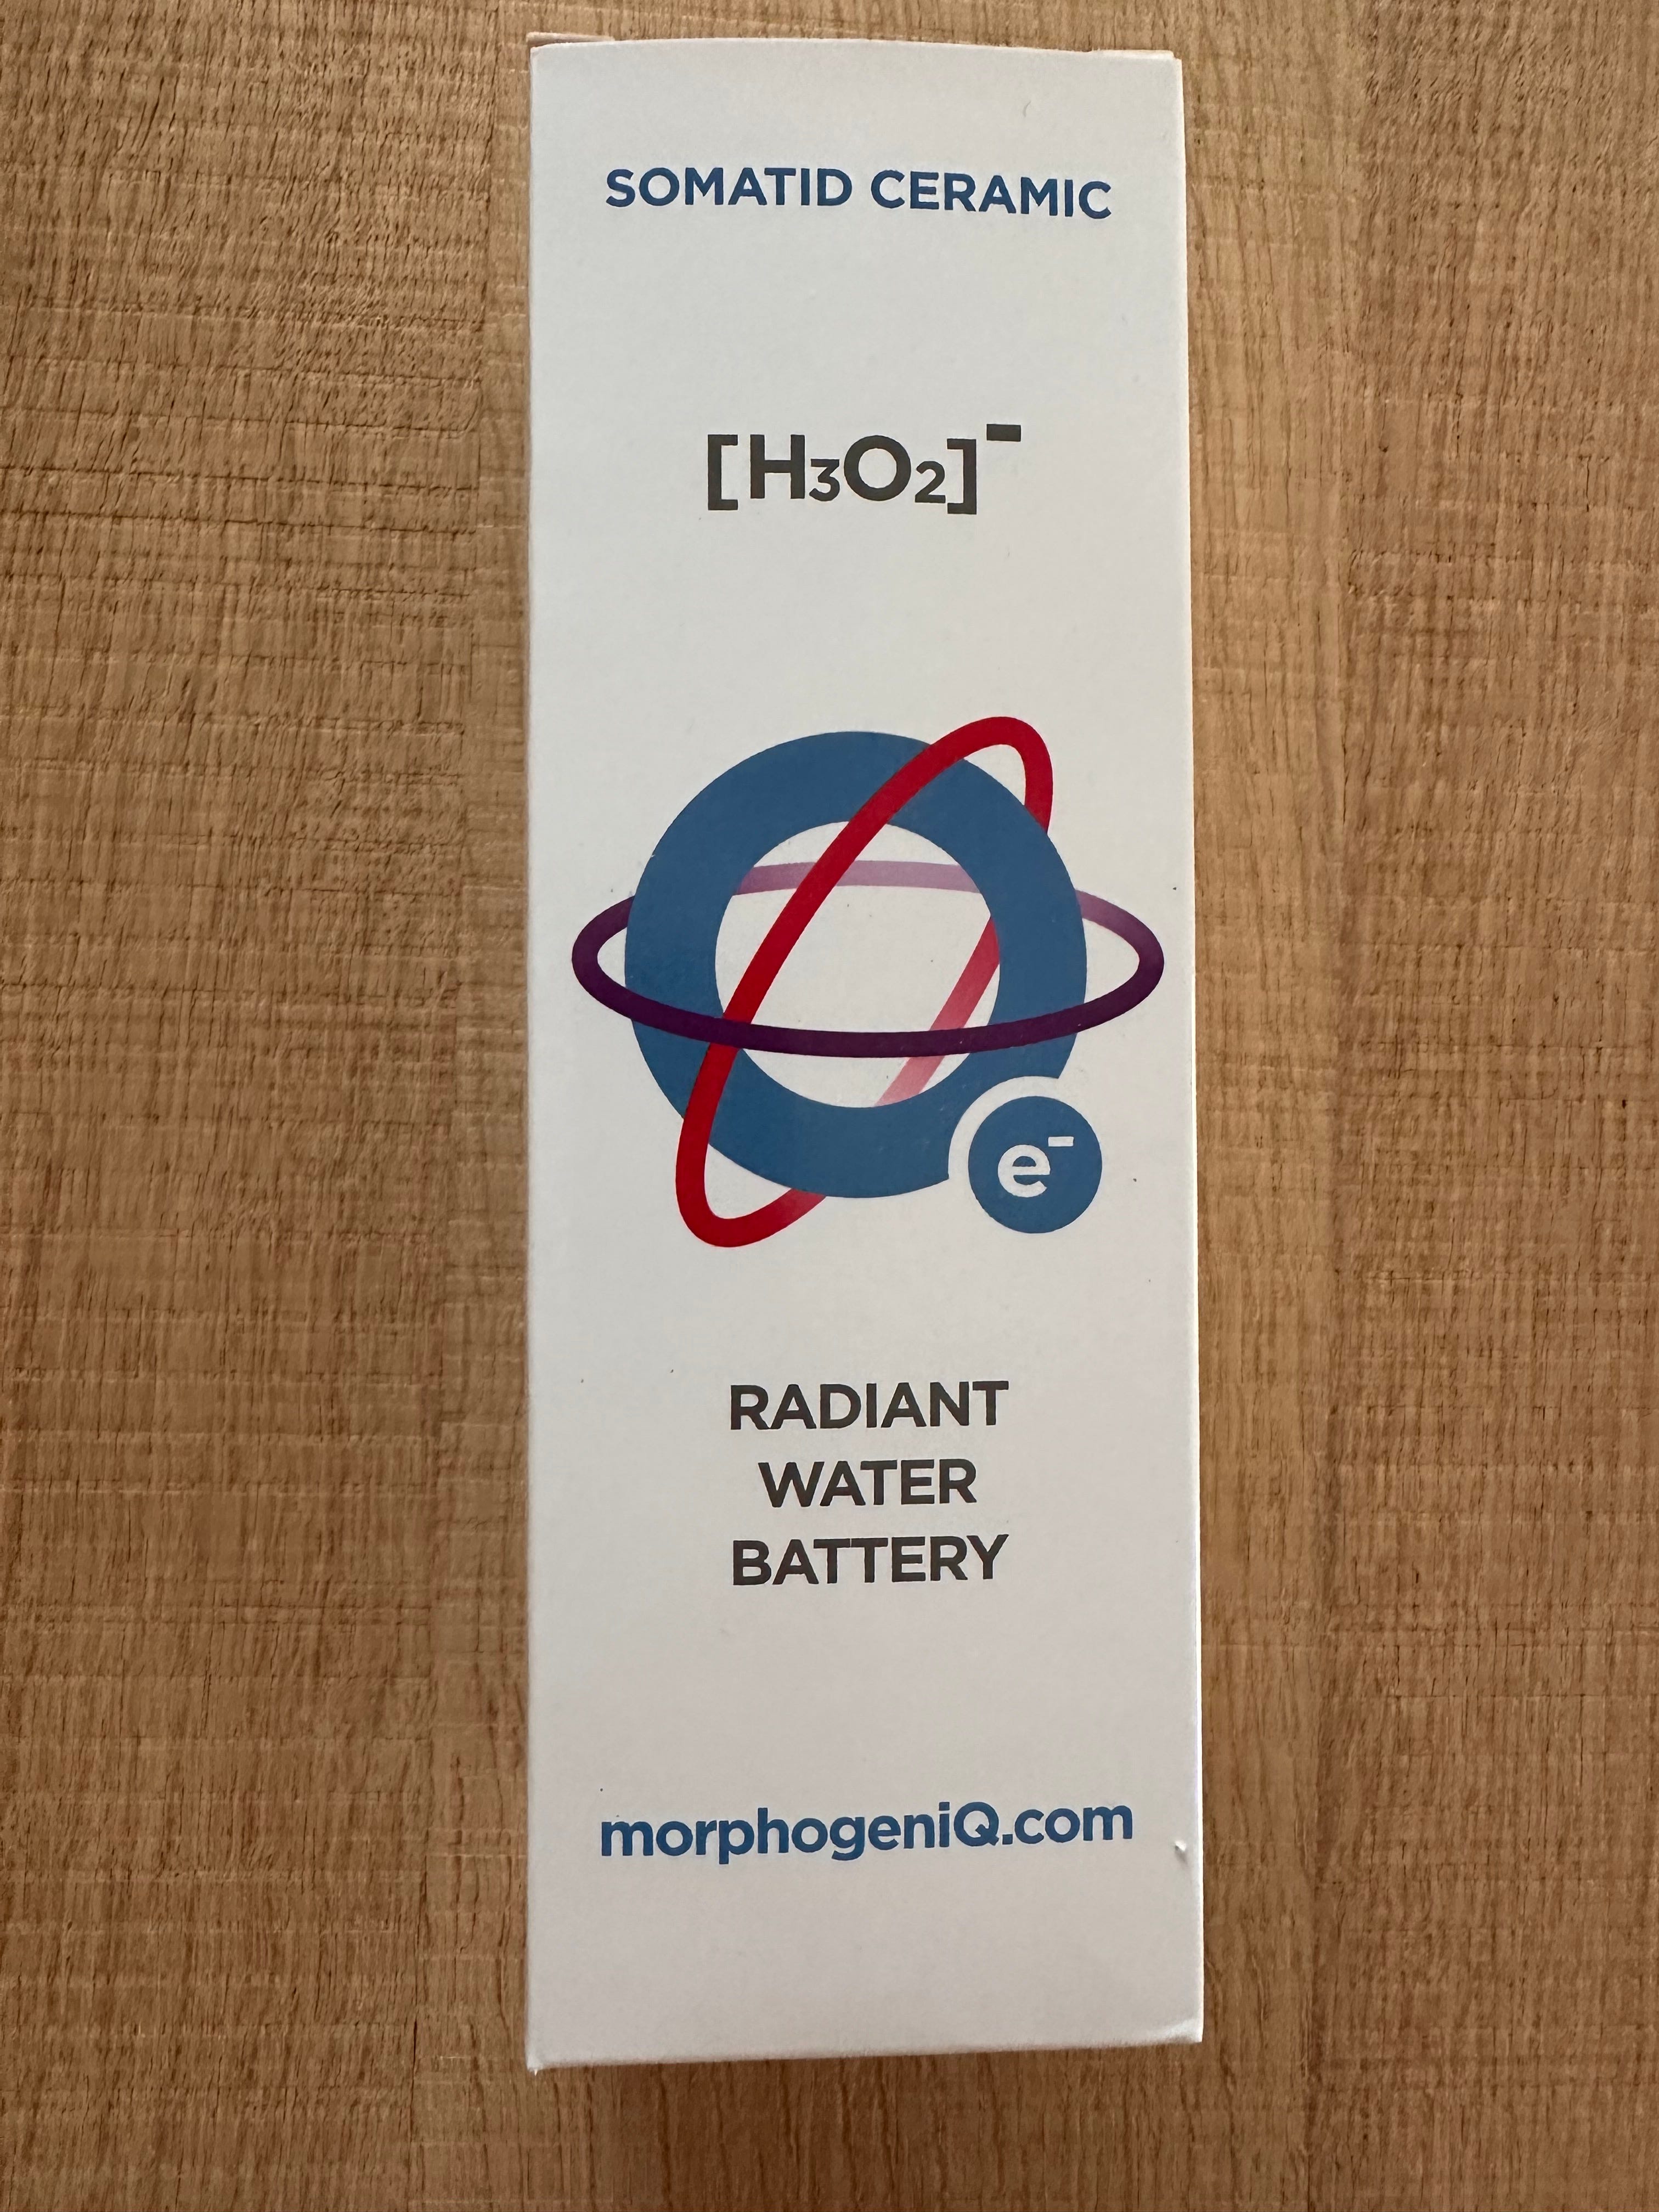 SOMATID CERAMIC
[H₃O₂]⁻
e⁻
RADIANT
WATER
BATTERY
morphogeniQ.com